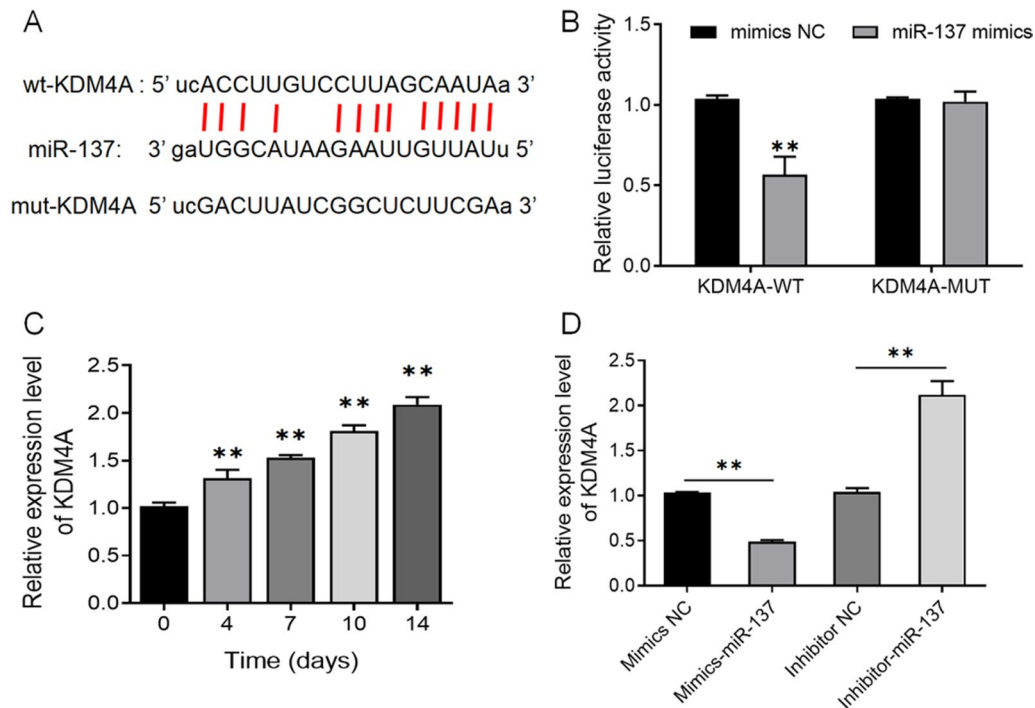 A
wt-KDM4A : 5' ucACCUUGUCCUUAGCAAUAa 3'
miR-137: 3' gaUGGCAUAAGAAUUGUUAUu 5'
mut-KDM4A 5' ucGACUUAUCGGCUCUUCGAa 3'
B
mimics NC miR-137 mimics
Relative luciferase activity
1.5
1.0
0.5
0.0
**
KDM4A-WT KDM4A-MUT
C
Relative expression level
of KDM4A
2.5
2.0
1.5
1.0
0.5
0.0
** ** ** **
0 4 7 10 14
Time (days)
D
Relative expression level
of KDM4A
2.5
2.0
1.5
1.0
0.5
0.0
** **
Mimics NC
Mimics-miR-137
Inhibitor NC
Inhibitor-miR-137